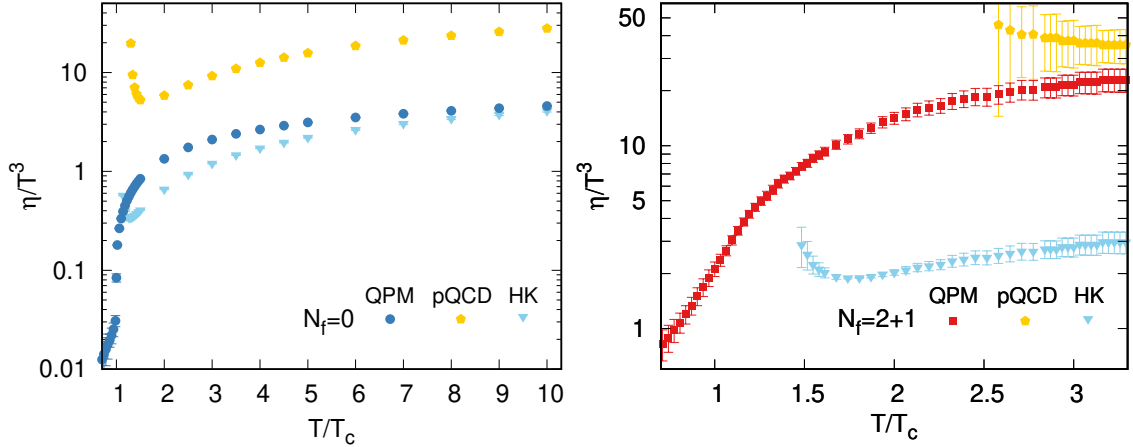 η/T³
10
1
0.1
0.01
QPM pQCD HK
N_f=0
1 2 3 4 5 6 7 8 9 10
T/T_c
η/T³
50
10
5
1
QPM pQCD HK
N_f=2+1
1 1.5 2 2.5 3
T/T_c